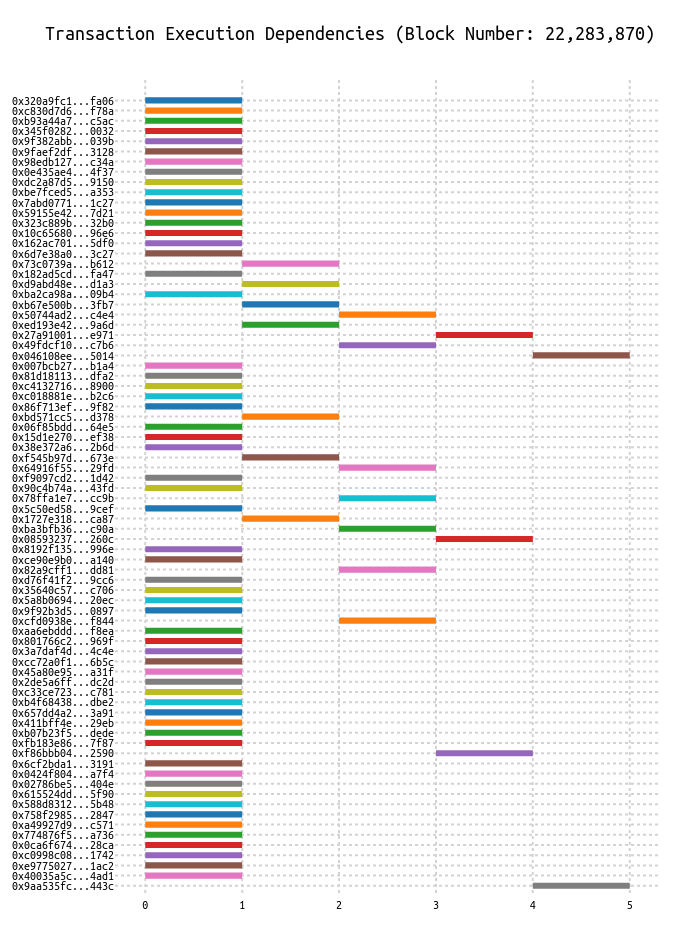 Transaction Execution Dependencies (Block Number: 22,283,870)
0x320a9fc1...fa06
0xc830d7d6...f78a
0xb93a44a7...c5ac
0x345f0282...0032
0x9f382abb...039b
0x9faef2df...3128
0x98edb127...c34a
0x0e435ae4...4f37
0xdc2a87d5...9150
0xbe7fced5...a353
0x7abd0771...1c27
0x59155e42...7d21
0x323c889b...32b0
0x10c65680...96e6
0x162ac701...5df0
0x6d7e38a0...3c27
0x73c0739a...b612
0x182ad5cd...fa47
0xd9abd48e...d1a3
0xba2ca98a...09b4
0xb67e500b...3fb7
0x50744ad2...c4e4
0xed193e42...9a6d
0x27a91001...e971
0x49fdcf10...c7b6
0x046108ee...5014
0x007bcb27...b1a4
0x81d18113...dfa2
0xc4132716...8900
0xc018881e...b2c6
0x86f713ef...9f82
0xbd571cc5...d378
0x06f85bdd...64e5
0x15d1e270...ef38
0x38e372a6...2b6d
0xf545b97d...673e
0x64916f55...29fd
0xf9097cd2...1d42
0x90c4b74a...43fd
0x78ffa1e7...cc9b
0x5c50ed58...9cef
0x1727e318...ca87
0xba3bfb36...c90a
0x08593237...260c
0x8192f135...996e
0xce90e9b0...a140
0x82a9cff1...dd81
0xd76f41f2...9cc6
0x35640c57...c706
0x5a8b0694...20ec
0x9f92b3d5...0897
0xcfd0938e...f844
0xaa6ebddd...f8ea
0x801766c2...969f
0x3a7daf4d...4c4e
0xcc72a0f1...6b5c
0x45a80e95...a31f
0x2de5a6ff...dc2d
0xc33ce723...c781
0xb4f68438...dbe2
0x657dd4a2...3a91
0x411bff4e...29eb
0xb07b23f5...dede
0xfb183e86...7f87
0xf86bbb04...2590
0x6cf2bda1...3191
0x0424f804...a7f4
0x02786be5...404e
0x615524dd...5f90
0x588d8312...5b48
0x758f2985...2847
0xa49927d9...c571
0x774876f5...a736
0x0ca6f674...28ca
0xc0998c08...1742
0xe9775027...1ac2
0x40035a5c...4ad1
0x9aa535fc...443c
0 1 2 3 4 5